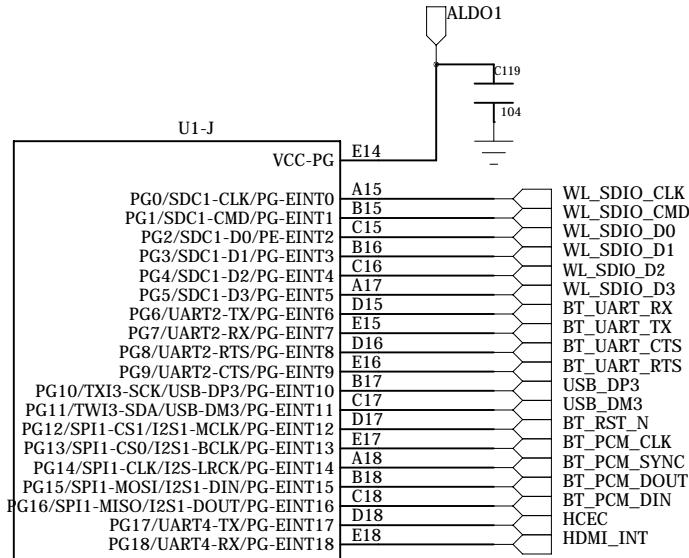 ALDO1
C119
104
U1-J
VCC-PG E14
PG0/SDC1-CLK/PG-EINT0 A15 WL_SDIO_CLK
PG1/SDC1-CMD/PG-EINT1 B15 WL_SDIO_CMD
PG2/SDC1-D0/PE-EINT2 C15 WL_SDIO_D0
PG3/SDC1-D1/PG-EINT3 B16 WL_SDIO_D1
PG4/SDC1-D2/PG-EINT4 C16 WL_SDIO_D2
PG5/SDC1-D3/PG-EINT5 A17 WL_SDIO_D3
PG6/UART2-TX/PG-EINT6 D15 BT_UART_RX
PG7/UART2-RX/PG-EINT7 E15 BT_UART_TX
PG8/UART2-RTS/PG-EINT8 D16 BT_UART_CTS
PG9/UART2-CTS/PG-EINT9 E16 BT_UART_RTS
PG10/TXI3-SCK/USB-DP3/PG-EINT10 B17 USB_DP3
PG11/TWI3-SDA/USB-DM3/PG-EINT11 C17 USB_DM3
PG12/SPI1-CS1/I2S1-MCLK/PG-EINT12 D17 BT_RST_N
PG13/SPI1-CS0/I2S1-BCLK/PG-EINT13 E17 BT_PCM_CLK
PG14/SPI1-CLK/I2S-LRCK/PG-EINT14 A18 BT_PCM_SYNC
PG15/SPI1-MOSI/I2S1-DIN/PG-EINT15 B18 BT_PCM_DOUT
PG16/SPI1-MISO/I2S1-DOUT/PG-EINT16 C18 BT_PCM_DIN
PG17/UART4-TX/PG-EINT17 D18 HCEC
PG18/UART4-RX/PG-EINT18 E18 HDMI_INT